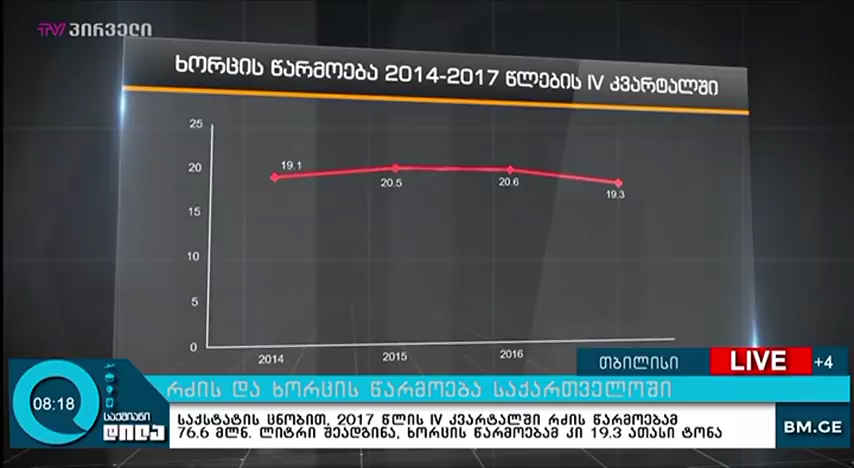 TV ᲞᲘᲠᲕᲔᲚᲘ
ᲮᲝᲠᲪᲘᲡ ᲬᲐᲠᲛᲝᲔᲑᲐ 2014-2017 ᲬᲚᲔᲑᲘᲡ IV ᲙᲕᲐᲠᲢᲐᲚᲨᲘ
25
20
15
10
5
0
19.1
20.5
20.6
19.3
2014
2015
2016
ᲗᲑᲘᲚᲘᲡᲘ
LIVE
+4
ᲠᲫᲘᲡ ᲓᲐ ᲮᲝᲠᲪᲘᲡ ᲬᲐᲠᲛᲝᲔᲑᲐ ᲡᲐᲥᲐᲠᲗᲕᲔᲚᲝᲨᲘ
08:18
ᲡᲐᲥᲛᲘᲐᲜᲘ
ᲓᲘᲚᲐ
ᲡᲐᲥᲡᲢᲐᲢᲘᲡ ᲪᲜᲝᲑᲘᲗ, 2017 ᲬᲚᲘᲡ IV ᲙᲕᲐᲠᲢᲐᲚᲨᲘ ᲠᲫᲘᲡ ᲬᲐᲠᲛᲝᲔᲑᲐᲛ
76.6 ᲛᲚᲜ. ᲚᲘᲢᲠᲘ ᲨᲔᲐᲓᲒᲘᲜᲐ, ᲮᲝᲠᲪᲘᲡ ᲬᲐᲠᲛᲝᲔᲑᲐᲛ ᲙᲘ 19.3 ᲐᲗᲐᲡᲘ ᲢᲝᲜᲐ
BM.GE